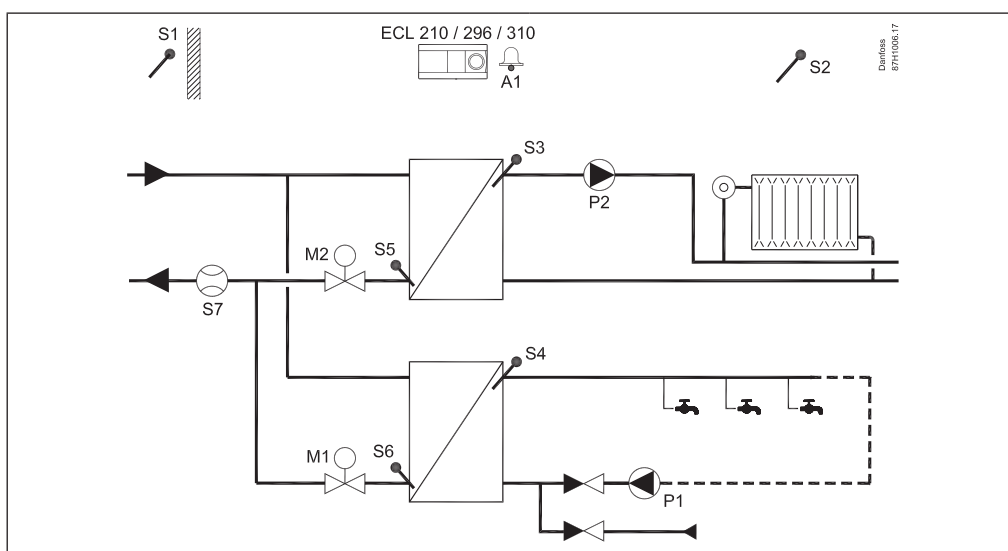 S1
ECL 210 / 296 / 310
A1
S2
Danfoss
87H1006.17
S3
P2
M2
S5
S7
S4
M1
S6
P1